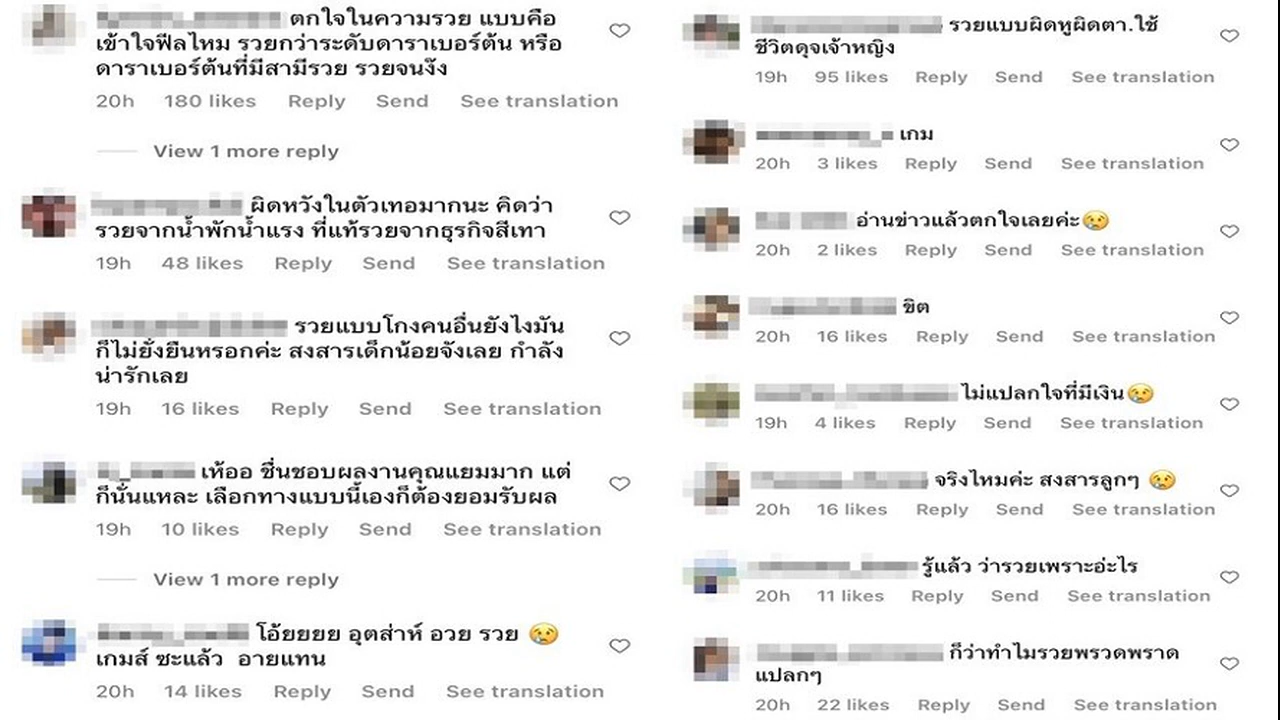 ตกใจในความรวย แบบคือ
เข้าใจฟีลไหม รวยกว่าระดับดาราเบอร์ต้น หรือ
ดาราเบอร์ต้นที่มีสามีรวย รวยจนงง
20h 180 likes Reply Send See translation
View 1 more reply
ผิดหวังในตัวเทอมากนะ คิดว่า
รวยจากน้ำพักน้ำแรง ที่แท้รวยจากธุรกิจสีเทา
19h 48 likes Reply Send See translation
รวยแบบโกงคนอื่นยังไงมัน
ก็ไม่ยั่งยืนหรอกค่ะ สงสารเด็กน้อยจังเลย กำลัง
น่ารักเลย
19h 16 likes Reply Send See translation
เห้ออ ชื่นชอบผลงานคุณแยมมาก แต่
ก็นั่นแหละ เลือกทางแบบนี้เองก็ต้องยอมรับผล
19h 10 likes Reply Send See translation
View 1 more reply
โอ้ยยยย อุตส่าห์ อวย รวย 😢
เกมส์ ซะแล้ว อายแทน
20h 14 likes Reply Send See translation
รวยแบบผิดหูผิดตา.ใช้
ชีวิตดุจเจ้าหญิง
19h 95 likes Reply Send See translation
เกม
20h 3 likes Reply Send See translation
อ่านข่าวแล้วตกใจเลยค่ะ😢
20h 2 likes Reply Send See translation
ขิต
20h 16 likes Reply Send See translation
ไม่แปลกใจที่มีเงิน😢
19h 4 likes Reply Send See translation
จริงไหมค่ะ สงสารลูกๆ 😢
20h 16 likes Reply Send See translation
รู้แล้ว ว่ารวยเพราะอ่ะไร
20h 11 likes Reply Send See translation
ก็ว่าทำไมรวยพรวดพราด
แปลกๆ
20h 22 likes Reply Send See translation